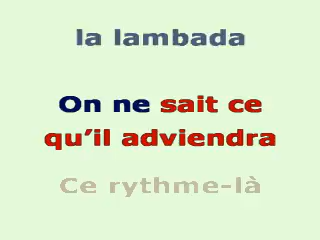 la lambada
On ne sait ce
qu’il adviendra
Ce rythme-là